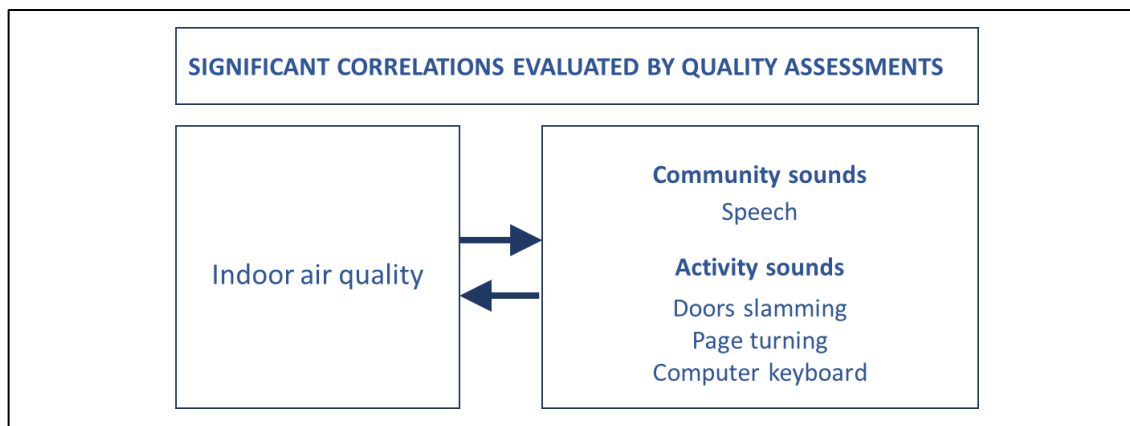 SIGNIFICANT CORRELATIONS EVALUATED BY QUALITY ASSESSMENTS
Indoor air quality
Community sounds
Speech
Activity sounds
Doors slamming
Page turning
Computer keyboard